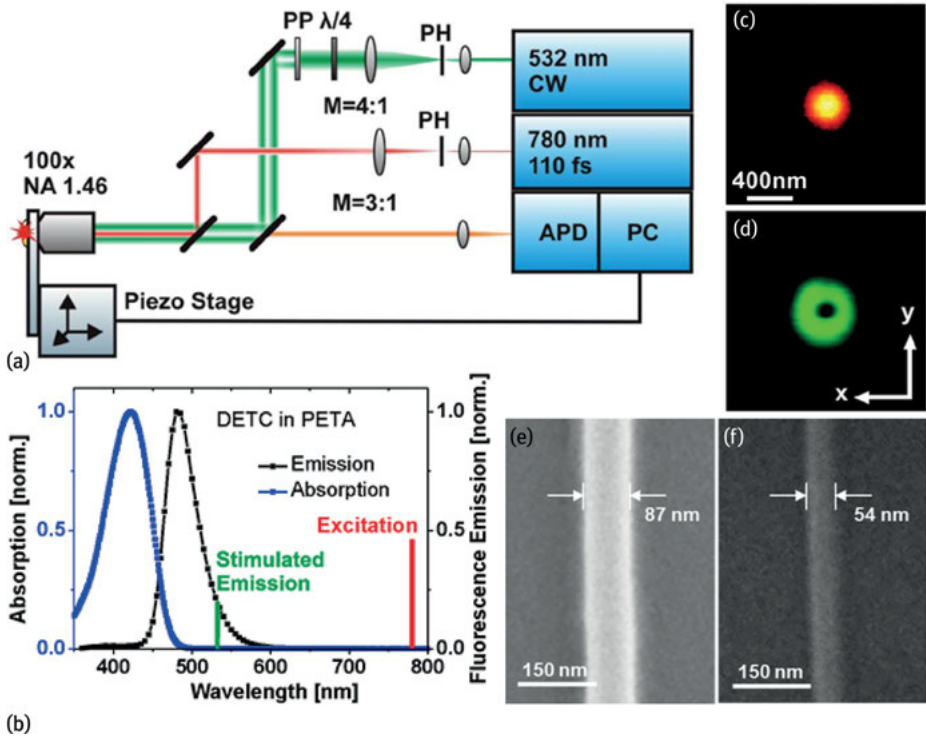 PP λ/4
PH
532 nm
CW
M=4:1
PH
780 nm
110 fs
100x
NA 1.46
M=3:1
APD
PC
Piezo Stage
(a)
(c)
400nm
(d)
y
x
Absorption [norm.]
1.0
0.5
0.0
DETC in PETA
Emission
Absorption
Excitation
Stimulated
Emission
1.0
0.5
0.0
Fluorescence Emission [norm.]
400 500 600 700 800
Wavelength [nm]
(b)
(e)
87 nm
150 nm
(f)
54 nm
150 nm